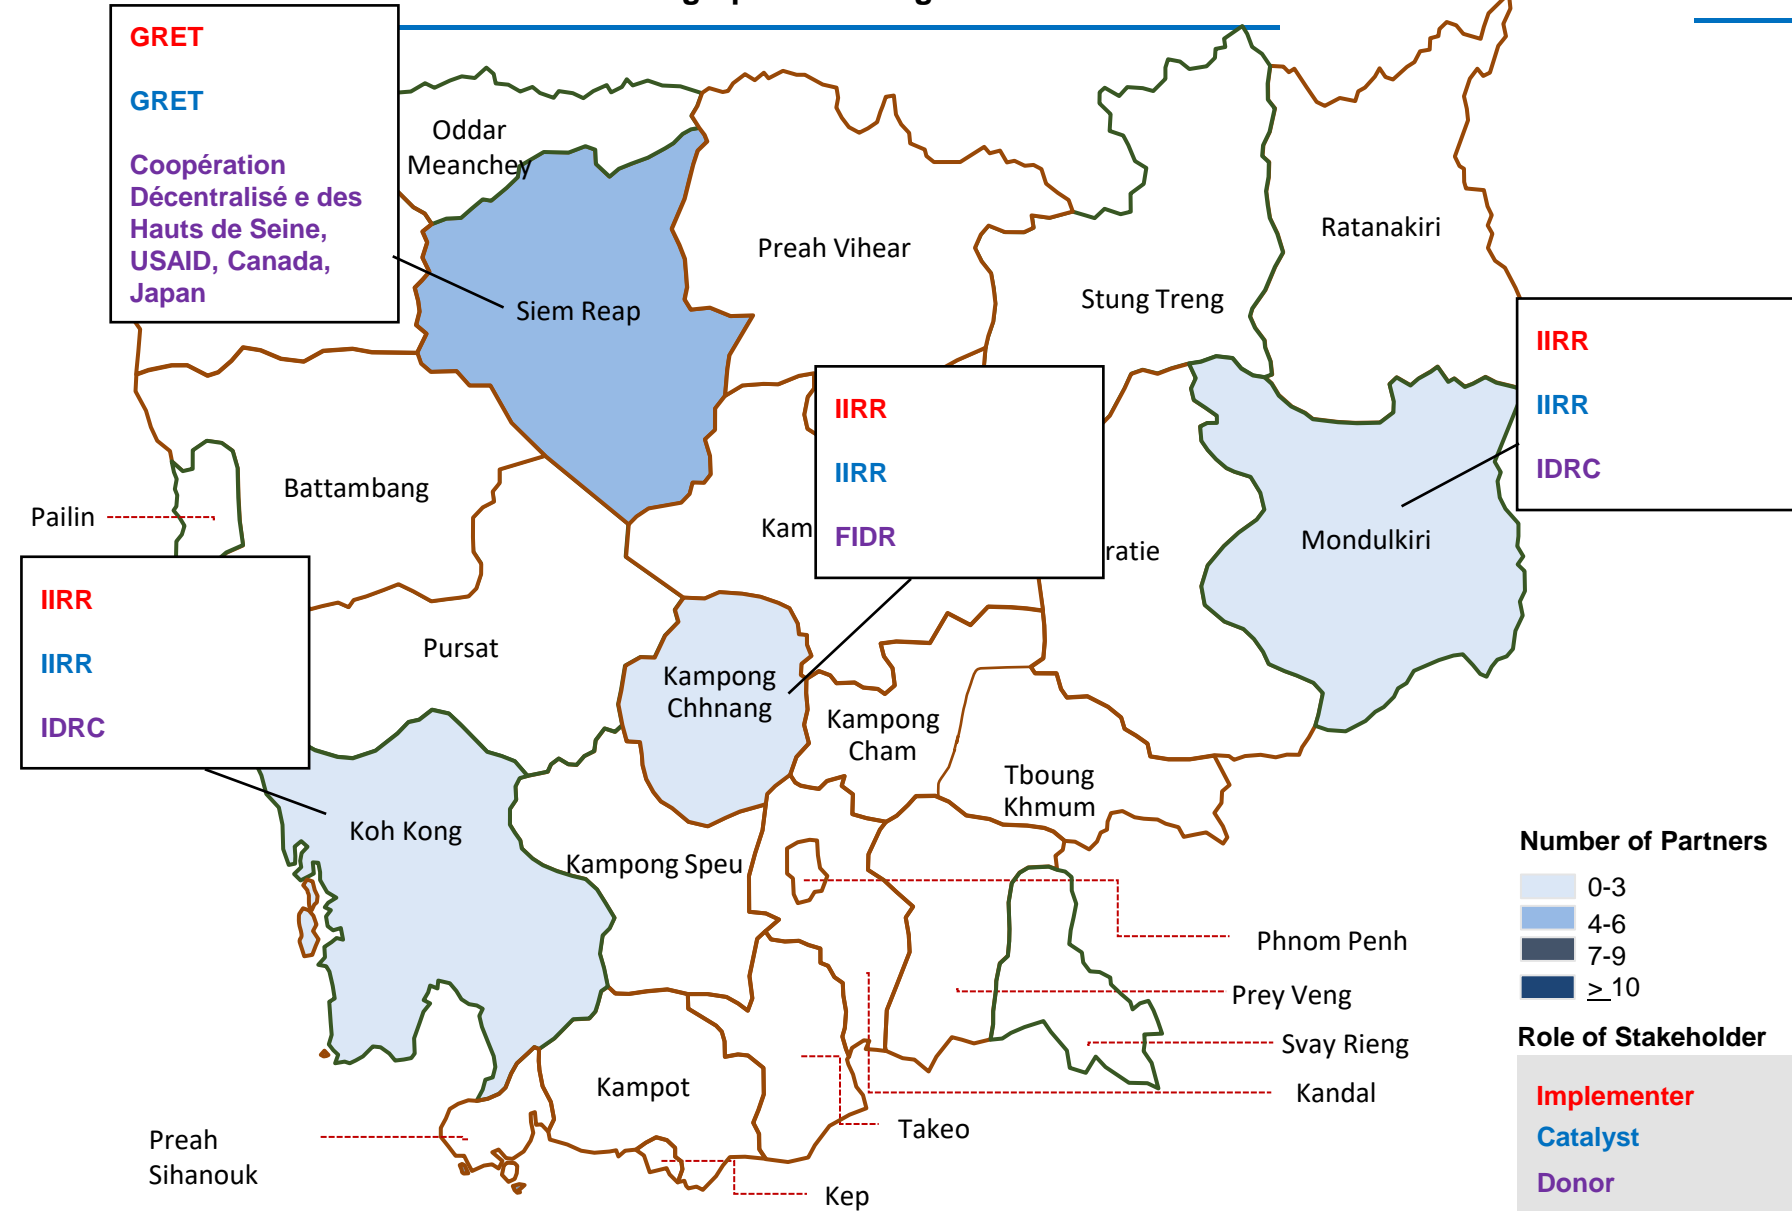 GRET
GRET
Coopération
Décentralisé e des
Hauts de Seine,
USAID, Canada,
Japan
Oddar
Meanchey
Siem Reap
Preah Vihear
Stung Treng
Ratanakiri
IIRR
IIRR
IDRC
IIRR
IIRR
FIDR
Battambang
Pailin
Kam
ratie
Mondulkiri
IIRR
IIRR
IDRC
Pursat
Kampong
Chhnang
Kampong
Cham
Tboung
Khmum
Koh Kong
Kampong Speu
Number of Partners
0-3
4-6
7-9
> 10
Phnom Penh
Prey Veng
Svay Rieng
Kandal
Takeo
Kampot
Kep
Preah
Sihanouk
Role of Stakeholder
Implementer
Catalyst
Donor